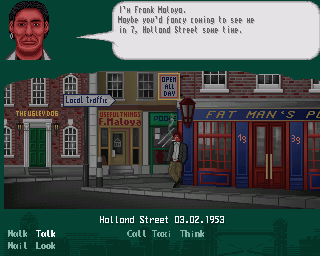 I'm Frank Maloya.
Maybe you'd fancy coming to see me
in 7, Holland Street some time.
OPEN
ALL
DAY
Local Traffic
THE UGLEY DOG
USEFUL THINGS
F. Maloya
FAT MAN'S P
Holland Street 03.02.1953
Walk Talk Call Taxi Think
Wait Look